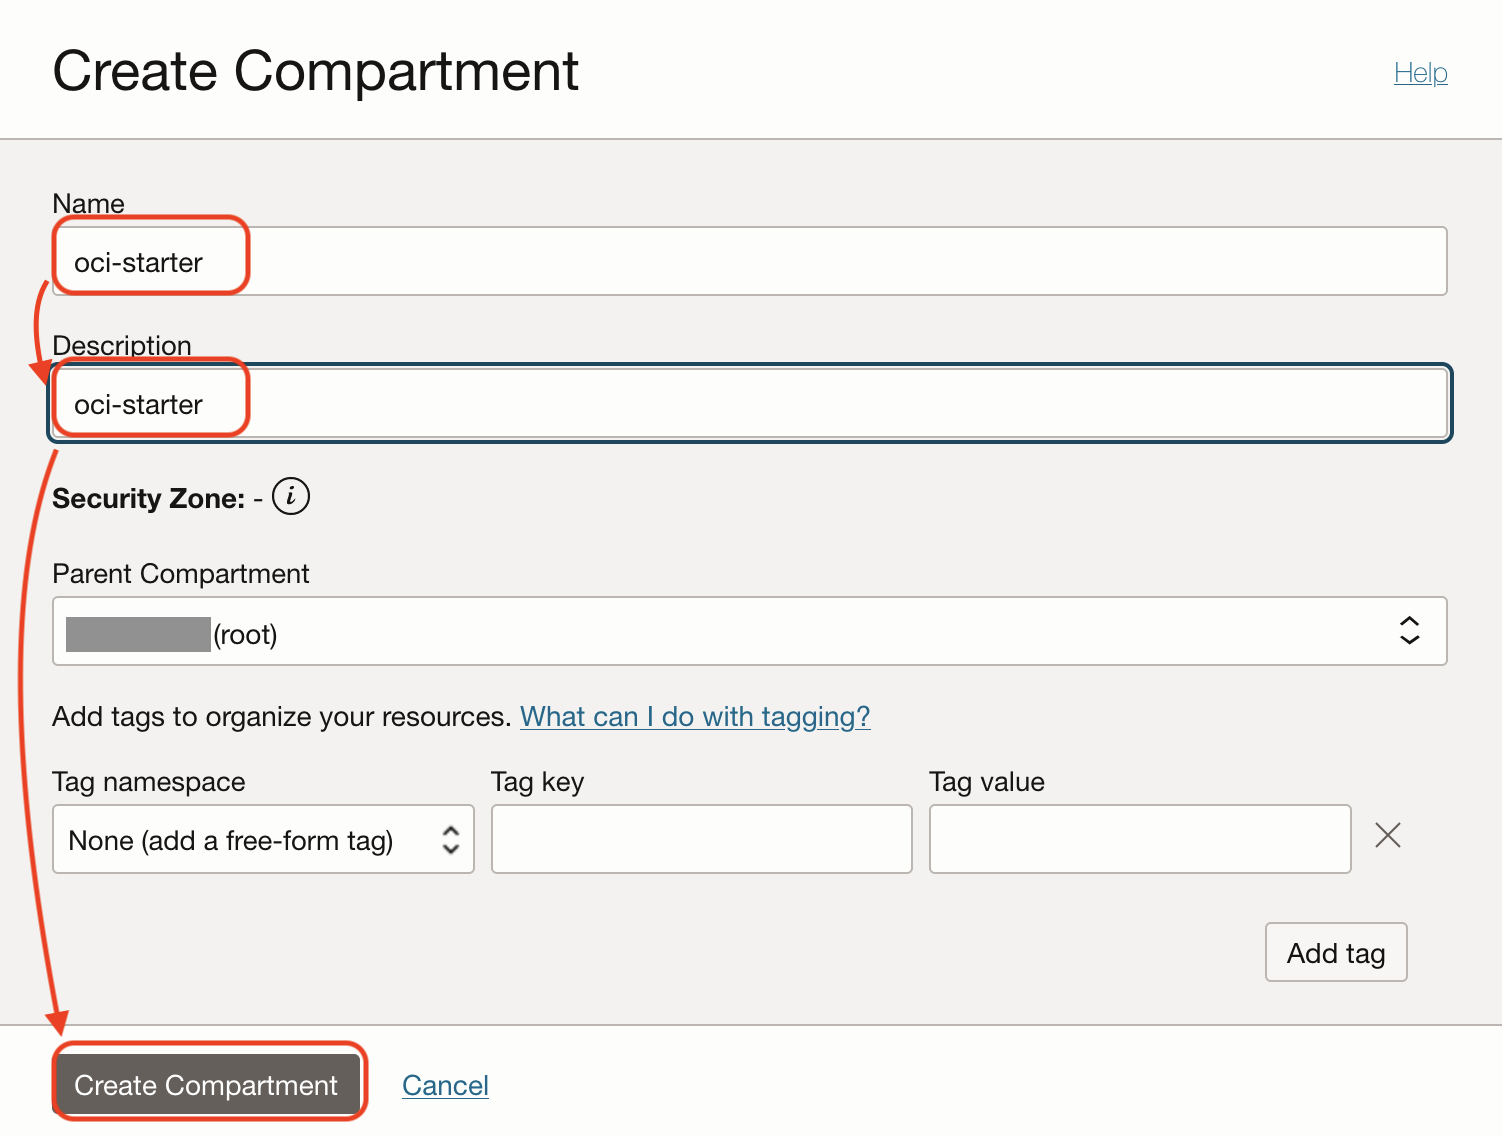 Create Compartment
Help
Name
oci-starter
Description
oci-starter
Security Zone: - i
Parent Compartment
(root)
Add tags to organize your resources. What can I do with tagging?
Tag namespace Tag key Tag value
None (add a free-form tag)
Add tag
Create Compartment Cancel